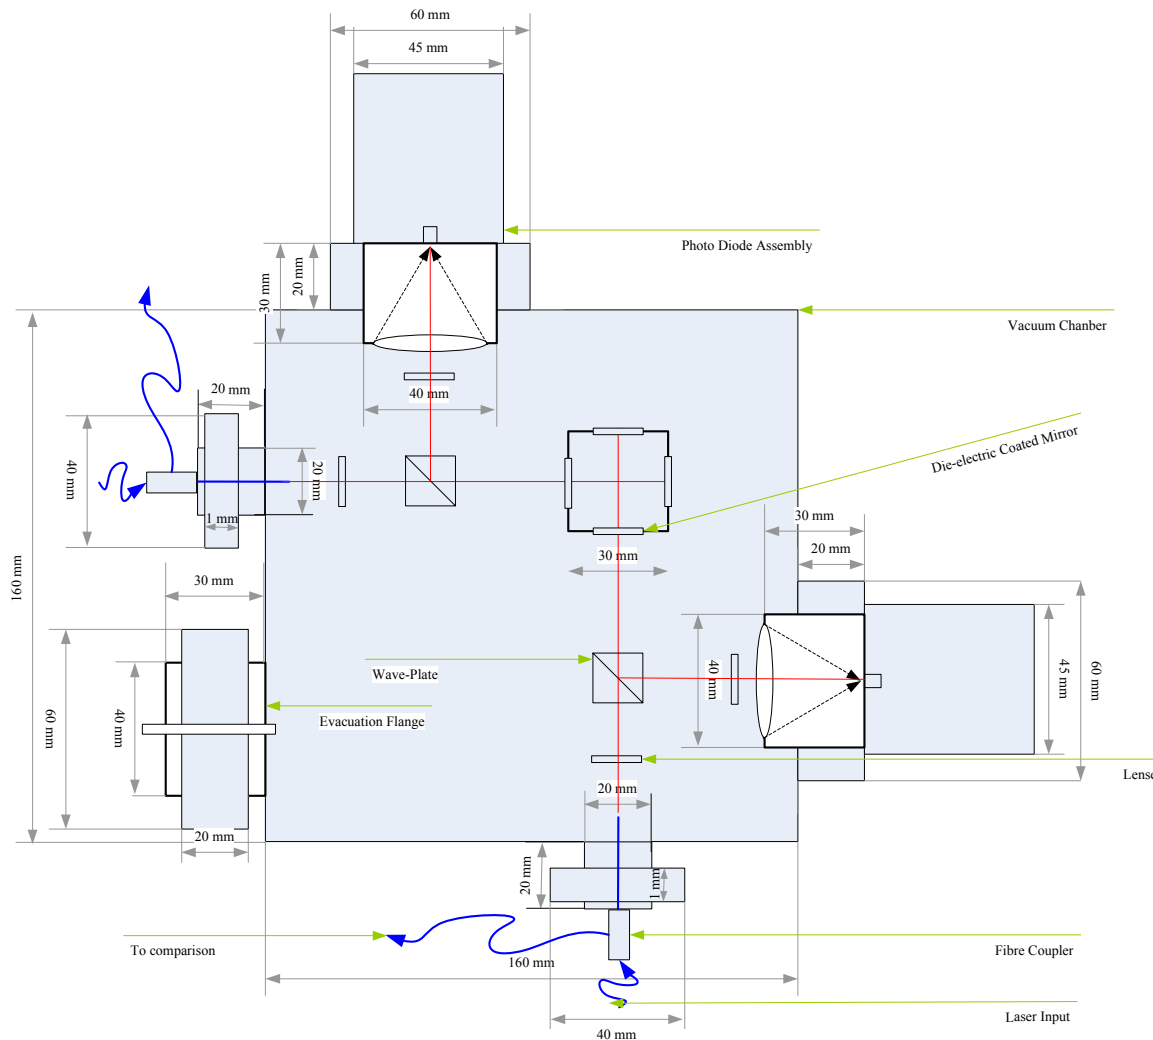 60 mm
45 mm
Photo Diode Assembly
20 mm
30 mm
Vacuum Chanber
20 mm
40 mm
Die-electric Coated Mirror
40 mm
20 mm
1 mm
30 mm
20 mm
30 mm
160 mm
30 mm
Wave-Plate
40 mm
45 mm
60 mm
Evacuation Flange
60 mm
40 mm
Lense
20 mm
20 mm
20 mm
1 mm
To comparison
160 mm
Fibre Coupler
Laser Input
40 mm